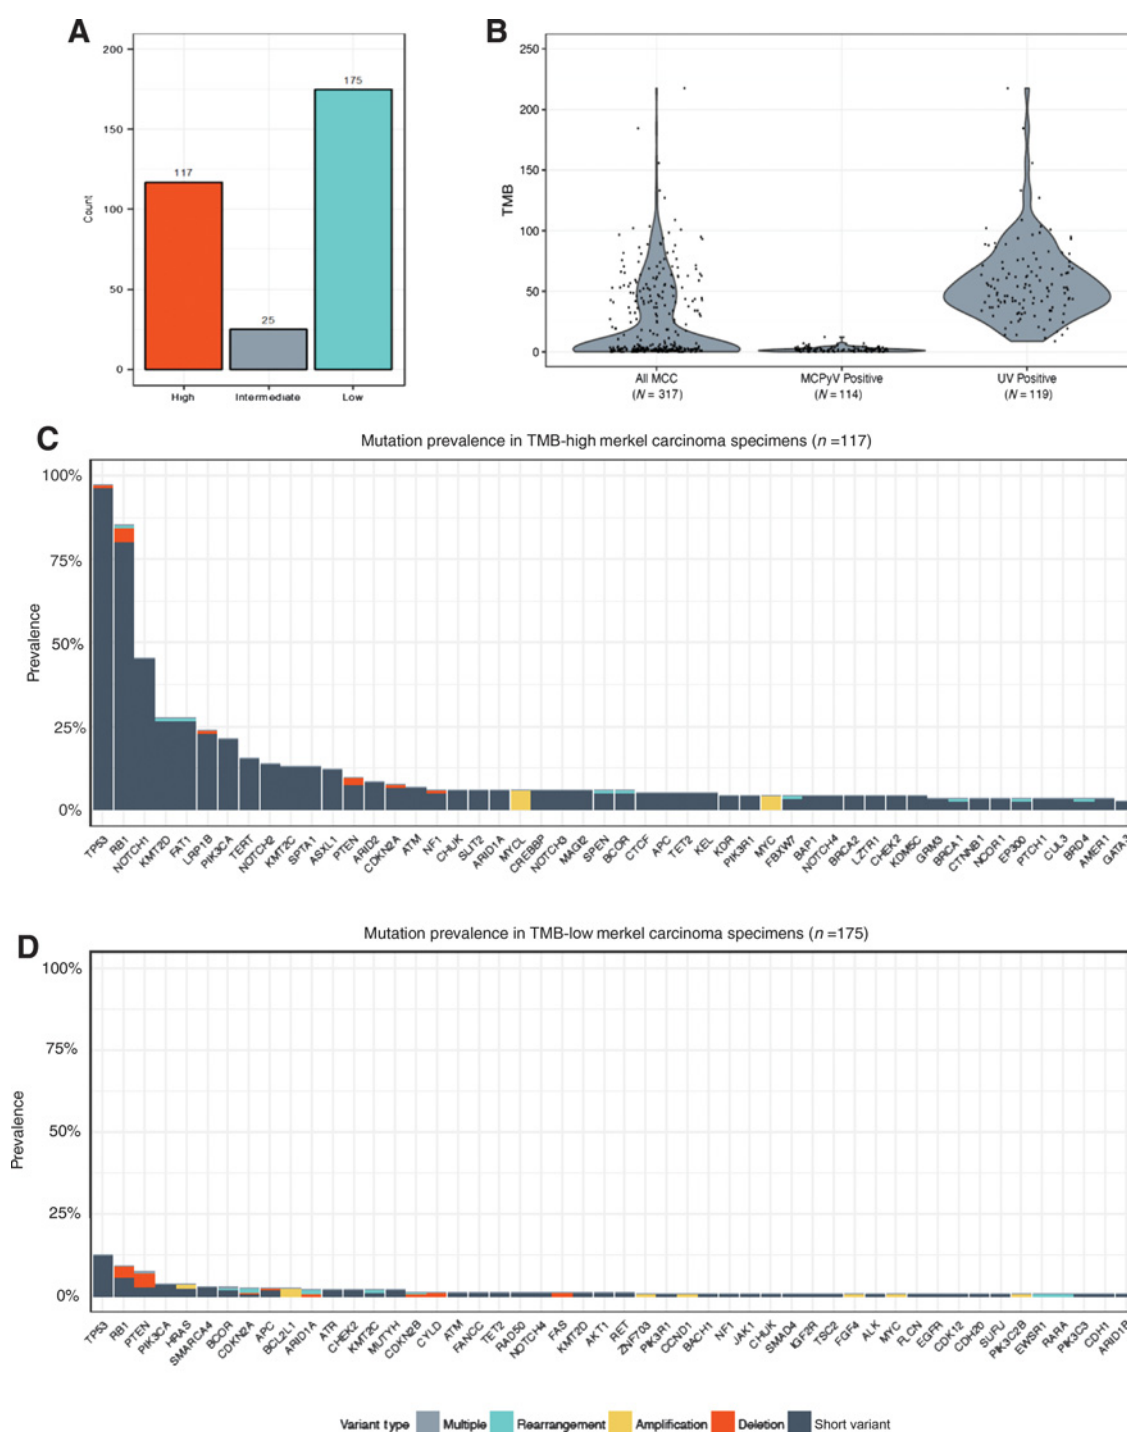 A
200
150
100
50
0
Count
117
25
175
High Intermediate Low
B
250
200
150
100
50
0
TMB
All MCC MCPyV Positive UV Positive
(N = 317) (N = 114) (N = 119)
C
Mutation prevalence in TMB-high merkel carcinoma specimens (n =117)
100%
75%
50%
25%
0%
Prevalence
TP53 RB1 NOTCH1 KMT2D FAT1 LRP1B PIK3CA TERT NOTCH2 KMT2C SPTA1 ASXL1 PTEN ARID2 CDKN2A ATM NF1 CHUK SLIT2 ARID1A MYCL CREBBP NOTCH3 MAGI2 SPEN BCOR CTCF APC TET2 KEL KDR PIK3R1 MYC FBXW7 BAP1 NOTCH4 BRCA2 LZTR1 CHEK2 KDM5C GRM3 BRCA1 CTNNB1 NCOR1 EP300 PTCH1 CUL3 BRD4 AMER1 GATA3
D
Mutation prevalence in TMB-low merkel carcinoma specimens (n =175)
100%
75%
50%
25%
0%
Prevalence
TP53 RB1 PTEN PIK3CA HRAS SMARCA4 BCOR CDKN2A APC BCL2L1 ARID1A ATR CHEK2 KMT2C MUTYH CDKN2B CYLD ATM FANCC TET2 RAD50 NOTCH4 FAS KMT2D AKT1 RET ZNF703 PIK3R1 CCND1 BACH1 NF1 JAK1 CHUK SMAD4 IGF2R TSC2 FGF4 ALK MYC FLCN EGFR CDK12 CDH20 SUFU PIK3C2B EWSR1 RARA PIK3C3 CDH1 ARID1B
Variant type Multiple Rearrangement Amplification Deletion Short variant